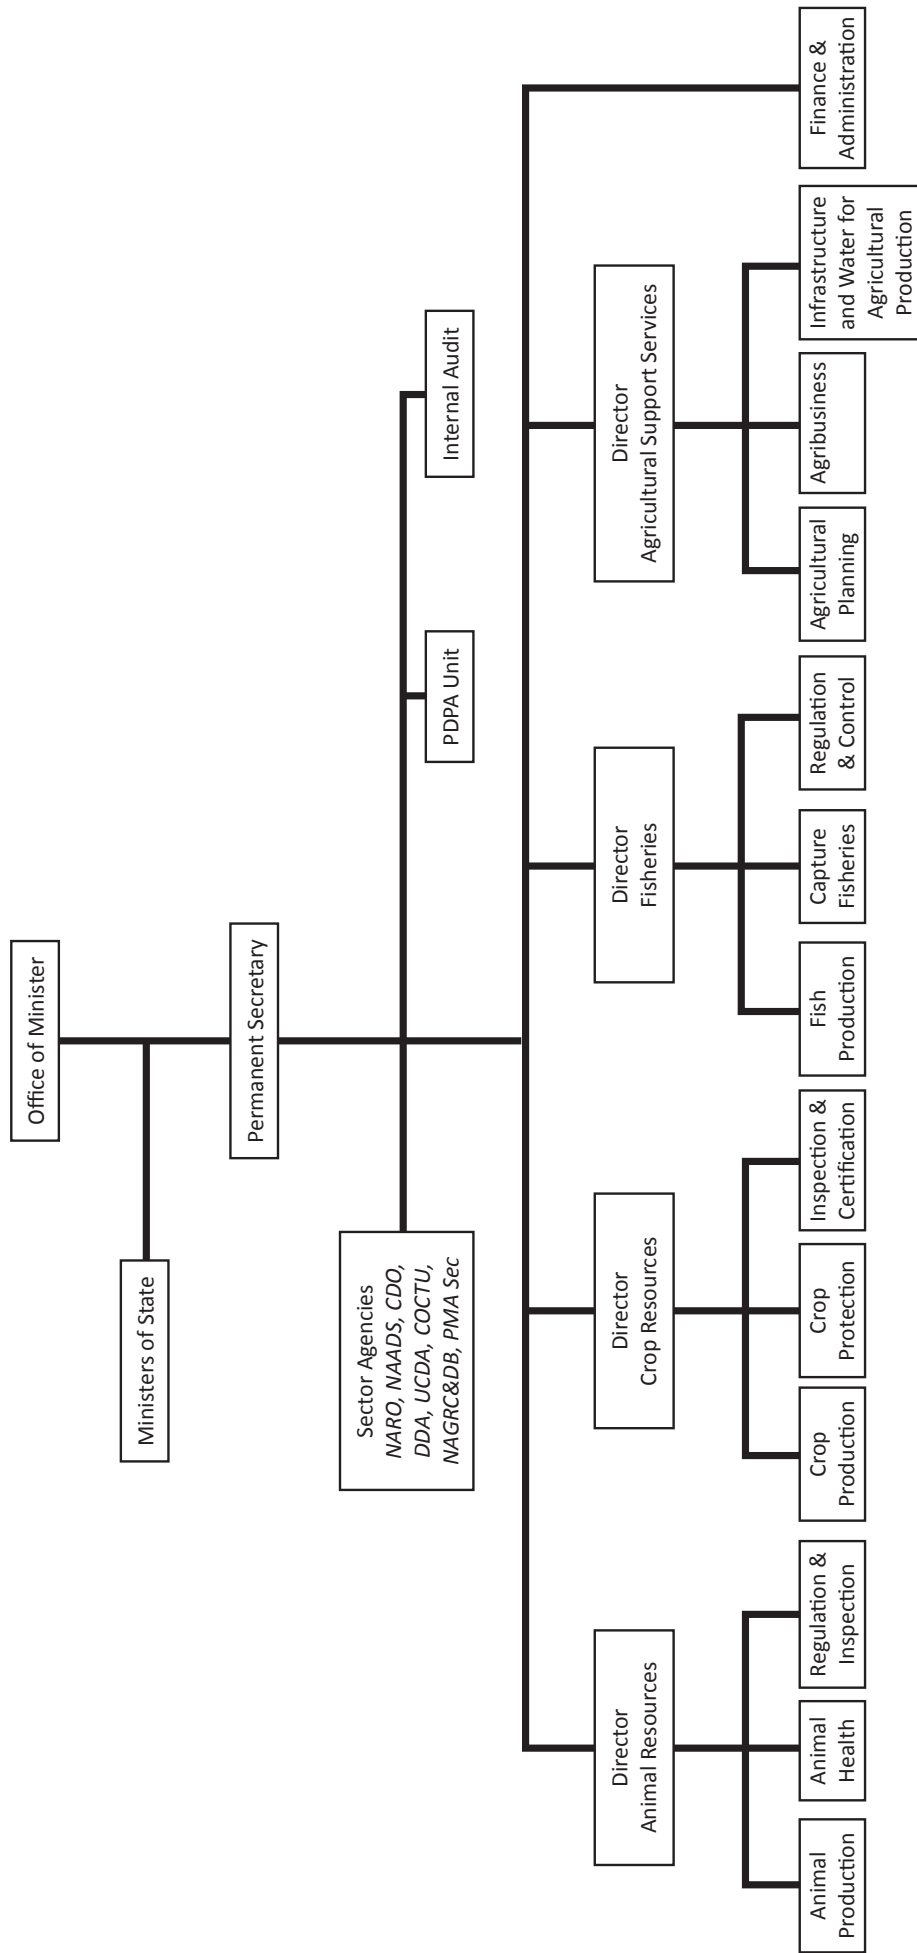 Office of Minister
Ministers of State
Permanent Secretary
Sector Agencies
NARO, NAADS, CDO,
DDA, UCDA, COCTU,
NAGRC&DB, PMA Sec
PDPA Unit
Internal Audit
Director
Animal Resources
Director
Crop Resources
Director
Fisheries
Director
Agricultural Support Services
Animal
Production
Animal
Health
Regulation &
Inspection
Crop
Production
Crop
Protection
Inspection &
Certification
Fish
Production
Capture
Fisheries
Regulation
& Control
Agricultural
Planning
Agribusiness
Infrastructure
and Water for
Agricultural
Production
Finance &
Administration